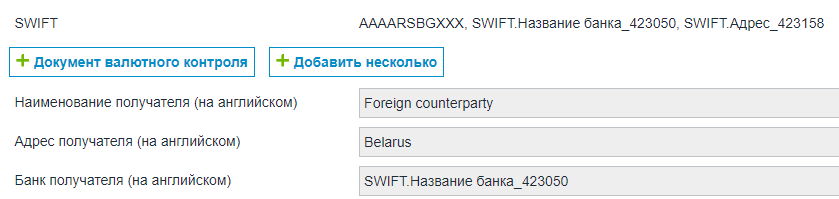 SWIFT AAAARSBGXXX, SWIFT.Название банка_423050, SWIFT.Адрес_423158
+ Документ валютного контроля + Добавить несколько
Наименование получателя (на английском) Foreign counterparty
Адрес получателя (на английском) Belarus
Банк получателя (на английском) SWIFT.Название банка_423050